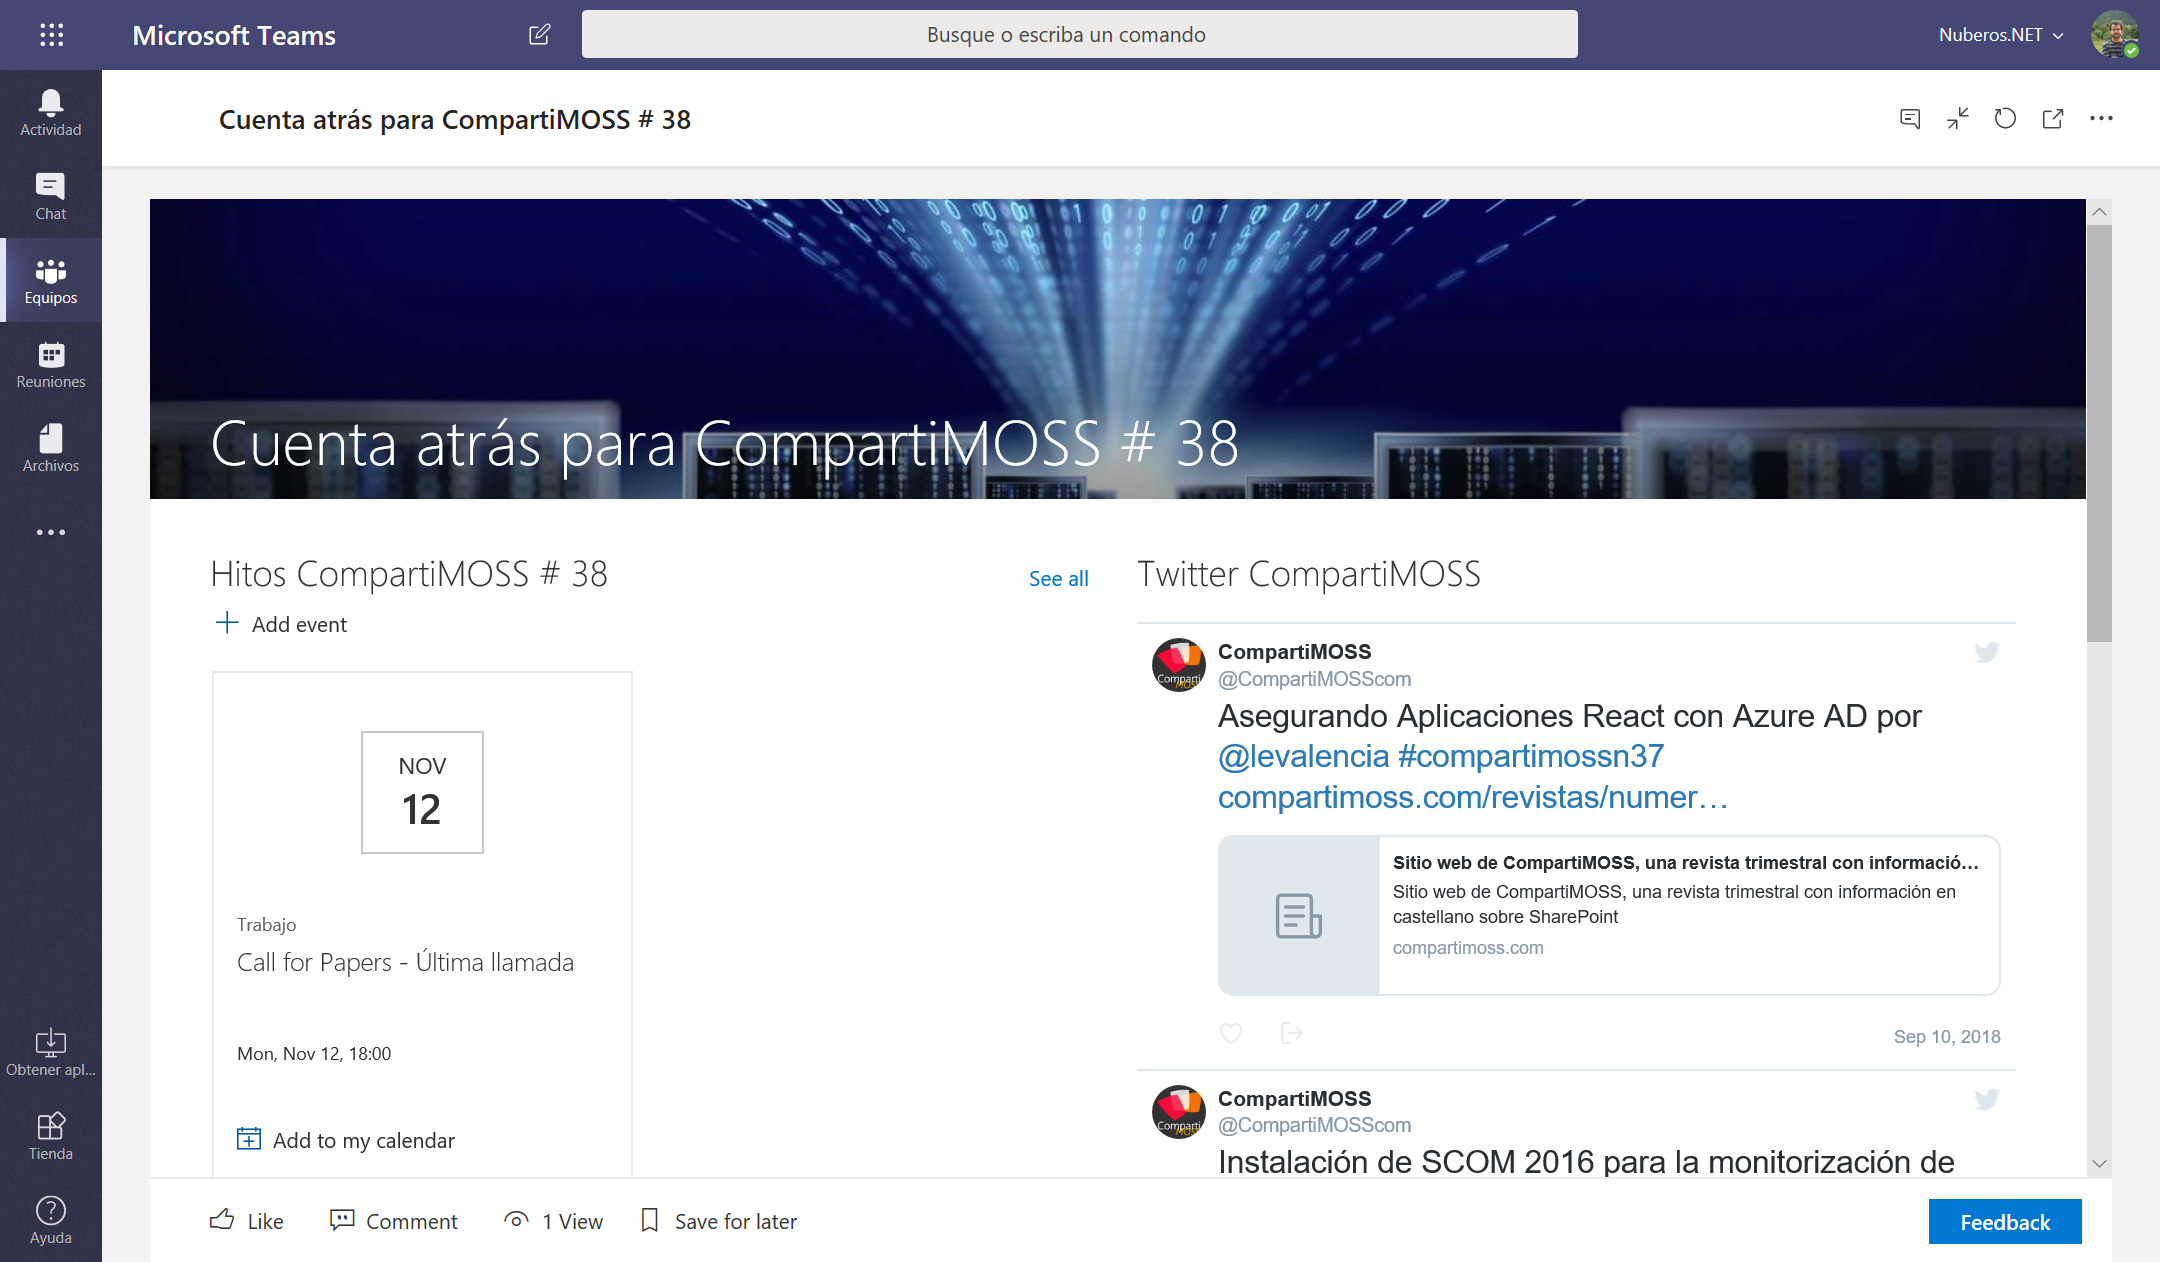 Microsoft Teams
Busque o escriba un comando
Nuberos.NET
Actividad
Chat
Equipos
Reuniones
Archivos
Obtener apl...
Tienda
Ayuda
Cuenta atrás para CompartiMOSS # 38
Cuenta atrás para CompartiMOSS # 38
Hitos CompartiMOSS # 38
See all
Add event
NOV
12
Trabajo
Call for Papers - Última llamada
Mon, Nov 12, 18:00
Add to my calendar
Twitter CompartiMOSS
Comparti
MOSS
CompartiMOSS
@CompartiMOSScom
Asegurando Aplicaciones React con Azure AD por
@levalencia #compartimossn37
compartimoss.com/revistas/numer…
Sitio web de CompartiMOSS, una revista trimestral con informació…
Sitio web de CompartiMOSS, una revista trimestral con información en
castellano sobre SharePoint
compartimoss.com
Sep 10, 2018
Comparti
MOSS
CompartiMOSS
@CompartiMOSScom
Instalación de SCOM 2016 para la monitorización de
Like
Comment
1 View
Save for later
Feedback